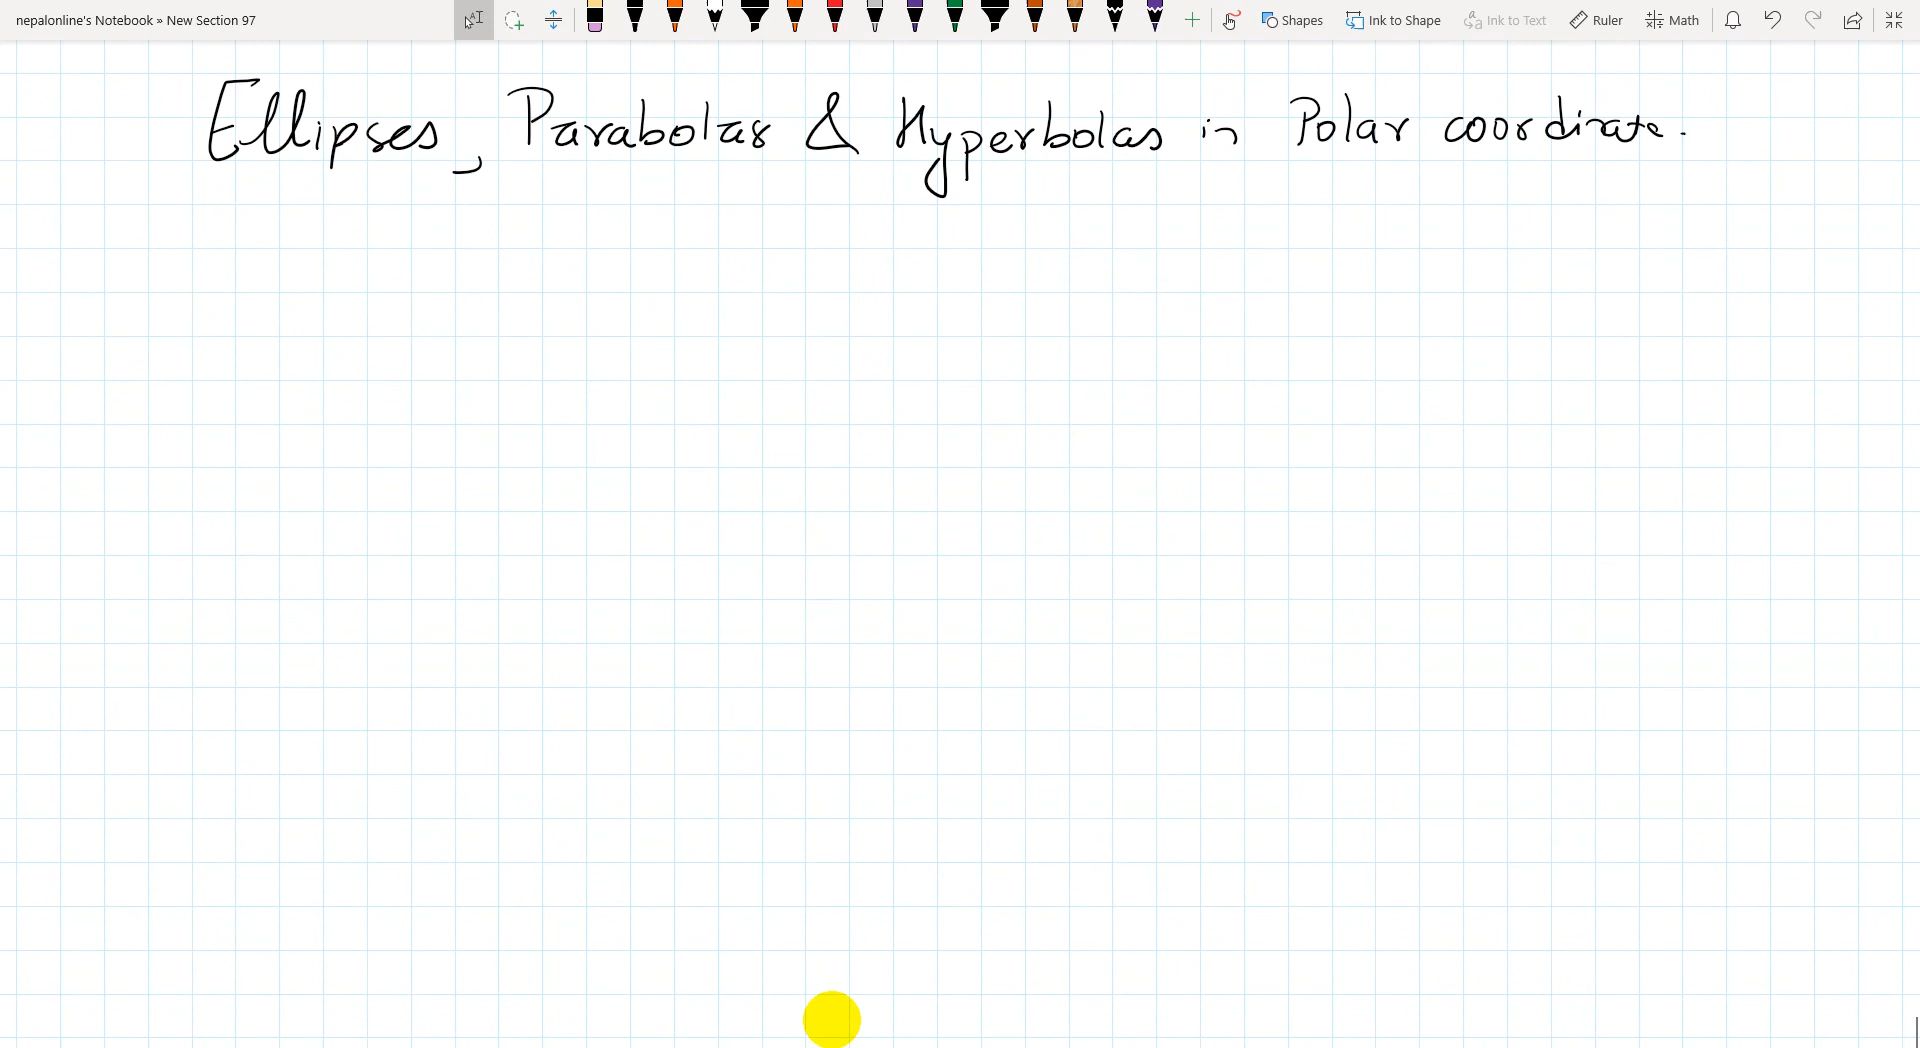 nepalonline's Notebook » New Section 97
Shapes Ink to Shape Ink to Text Ruler Math
Ellipses, Parabolas & Hyperbolas in Polar coordinate.